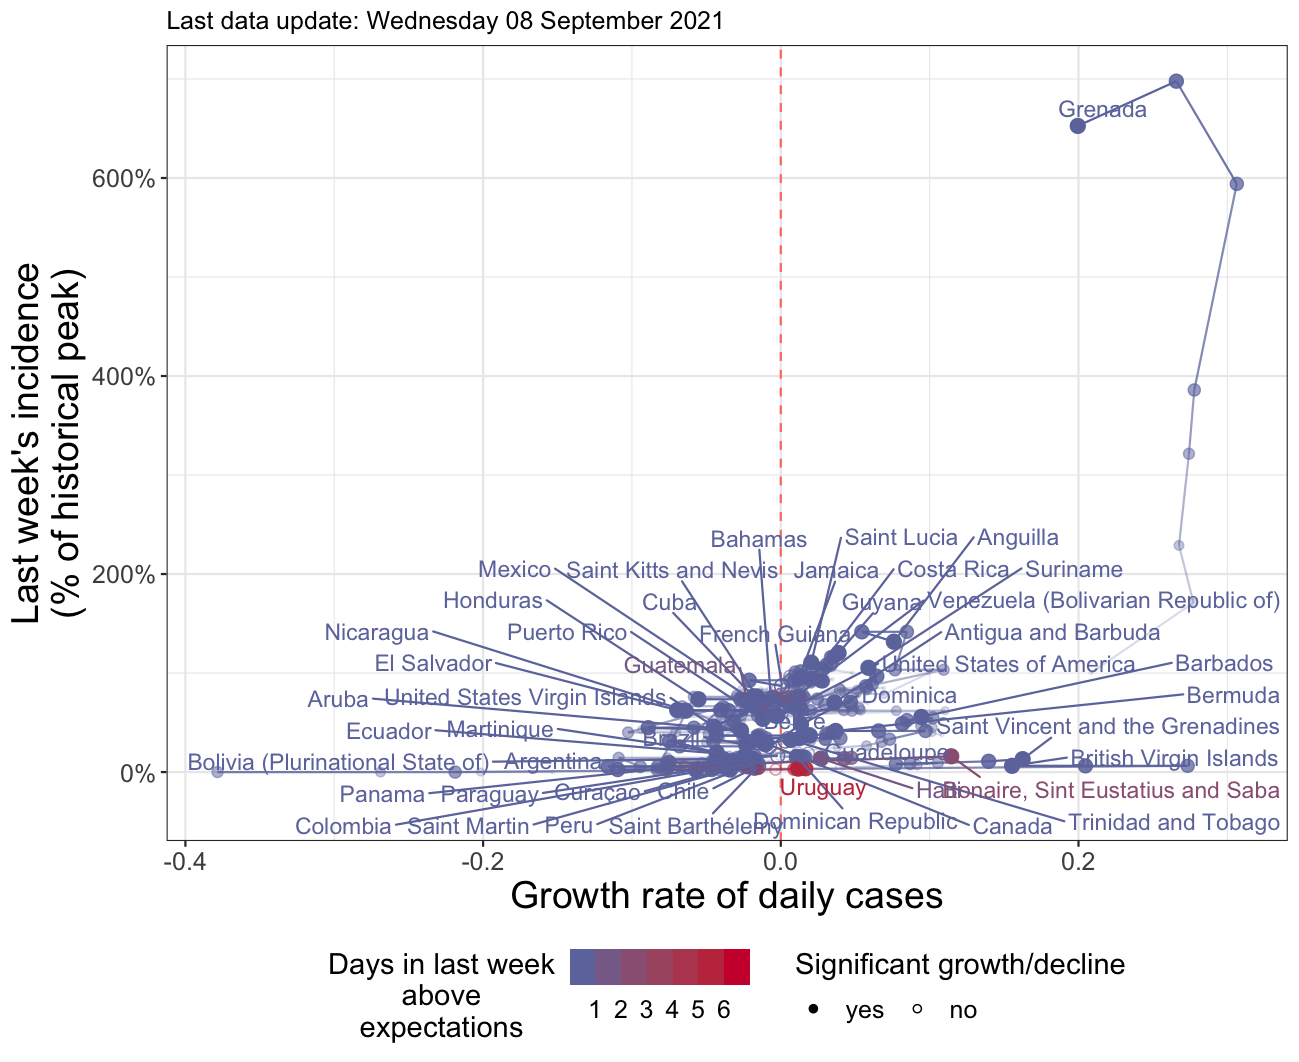 Last data update: Wednesday 08 September 2021
Last week's incidence
(% of historical peak)
600%
400%
200%
0%
Grenada
Bahamas
Saint Lucia
Anguilla
Mexico
Saint Kitts and Nevis
Jamaica
Costa Rica
Suriname
Honduras
Cuba
Guyana
Venezuela (Bolivarian Republic of)
Nicaragua
Puerto Rico
French Guiana
Antigua and Barbuda
El Salvador
Guatemala
United States of America
Barbados
Aruba
United States Virgin Islands
Dominica
Bermuda
Ecuador
Martinique
Belize
Saint Vincent and the Grenadines
Brazil
Guadeloupe
Bolivia (Plurinational State of)
Argentina
British Virgin Islands
Panama
Paraguay
Curaçao
Chile
Uruguay
Haiti
Bonaire, Sint Eustatius and Saba
Colombia
Saint Martin
Peru
Saint Barthélemy
Dominican Republic
Canada
Trinidad and Tobago
-0.4
-0.2
0.0
0.2
Growth rate of daily cases
Days in last week
above
expectations
1 2 3 4 5 6
Significant growth/decline
yes
no